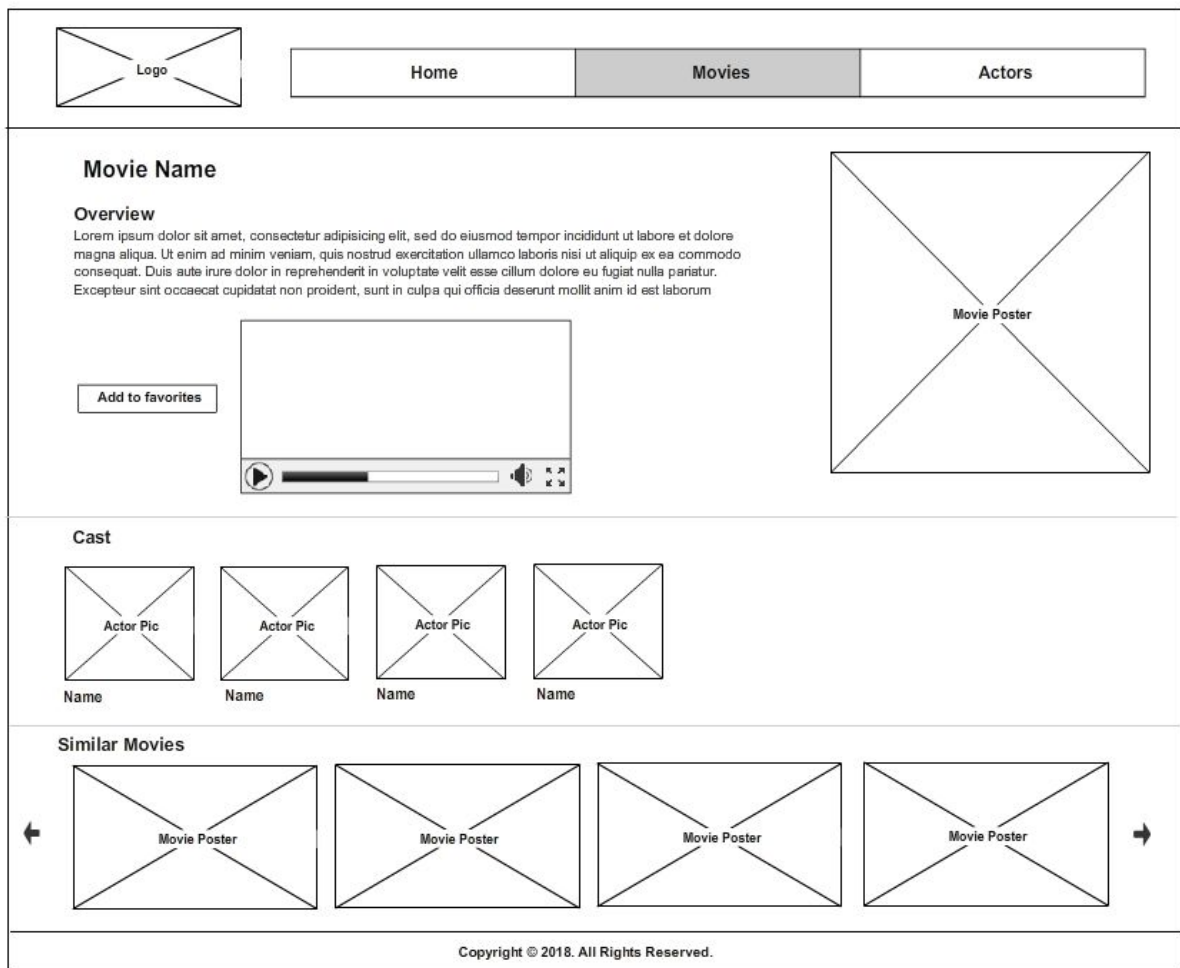 Logo
Home
Movies
Actors
Movie Name
Overview
Lorem ipsum dolor sit amet, consectetur adipisicing elit, sed do eiusmod tempor incididunt ut labore et dolore
magna aliqua. Ut enim ad minim veniam, quis nostrud exercitation ullamco laboris nisi ut aliquip ex ea commodo
consequat. Duis aute irure dolor in reprehenderit in voluptate velit esse cillum dolore eu fugiat nulla pariatur.
Excepteur sint occaecat cupidatat non proident, sunt in culpa qui officia deserunt mollit anim id est laborum
Movie Poster
Add to favorites
Cast
Actor Pic
Actor Pic
Actor Pic
Actor Pic
Name
Name
Name
Name
Similar Movies
Movie Poster
Movie Poster
Movie Poster
Movie Poster
Copyright © 2018. All Rights Reserved.